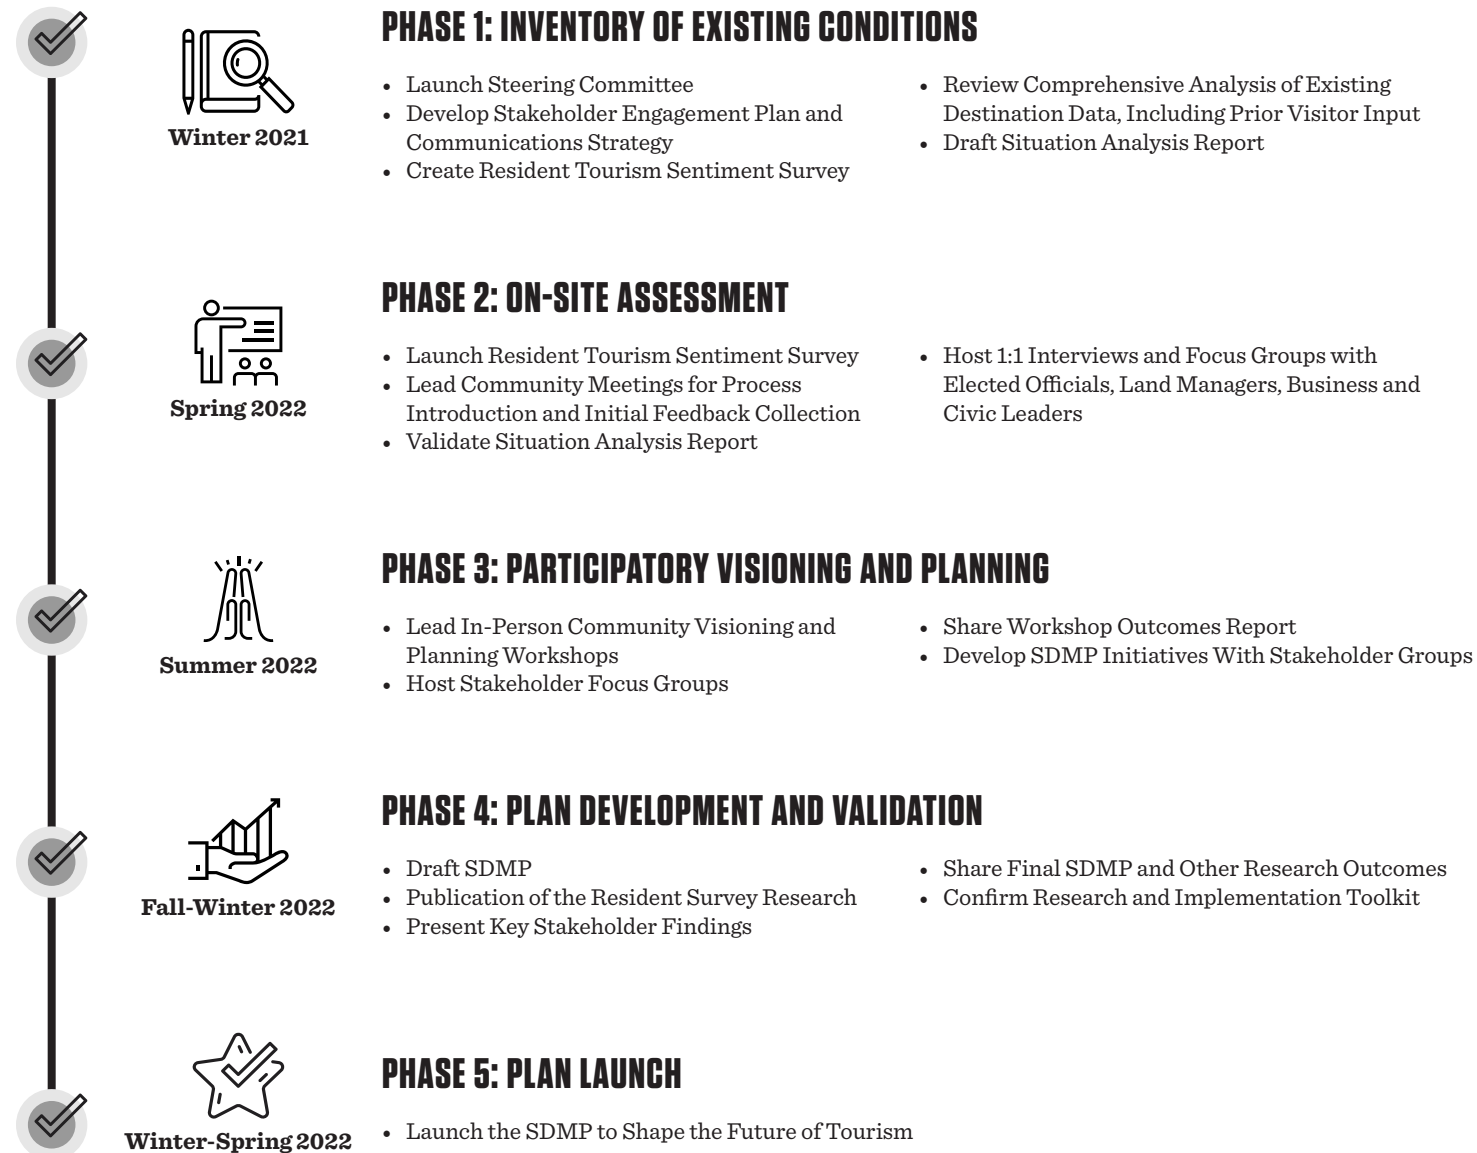 PHASE 1: INVENTORY OF EXISTING CONDITIONS
Winter 2021
• Launch Steering Committee
• Develop Stakeholder Engagement Plan and
Communications Strategy
• Create Resident Tourism Sentiment Survey
• Review Comprehensive Analysis of Existing
Destination Data, Including Prior Visitor Input
• Draft Situation Analysis Report
PHASE 2: ON-SITE ASSESSMENT
Spring 2022
• Launch Resident Tourism Sentiment Survey
• Lead Community Meetings for Process
Introduction and Initial Feedback Collection
• Validate Situation Analysis Report
• Host 1:1 Interviews and Focus Groups with
Elected Officials, Land Managers, Business and
Civic Leaders
PHASE 3: PARTICIPATORY VISIONING AND PLANNING
Summer 2022
• Lead In-Person Community Visioning and
Planning Workshops
• Host Stakeholder Focus Groups
• Share Workshop Outcomes Report
• Develop SDMP Initiatives With Stakeholder Groups
PHASE 4: PLAN DEVELOPMENT AND VALIDATION
Fall-Winter 2022
• Draft SDMP
• Publication of the Resident Survey Research
• Present Key Stakeholder Findings
• Share Final SDMP and Other Research Outcomes
• Confirm Research and Implementation Toolkit
PHASE 5: PLAN LAUNCH
Winter-Spring 2022
• Launch the SDMP to Shape the Future of Tourism